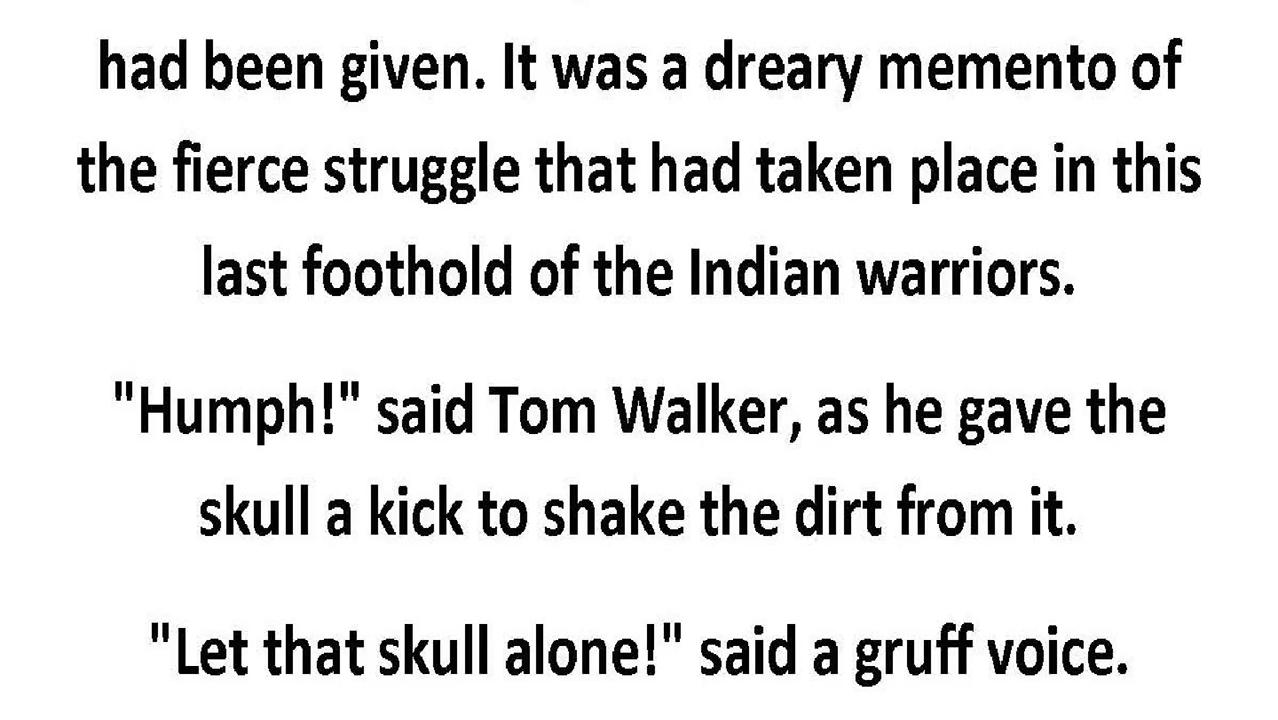 had been given. It was a dreary memento of
the fierce struggle that had taken place in this
last foothold of the Indian warriors.
"Humph!" said Tom Walker, as he gave the
skull a kick to shake the dirt from it.
"Let that skull alone!" said a gruff voice.